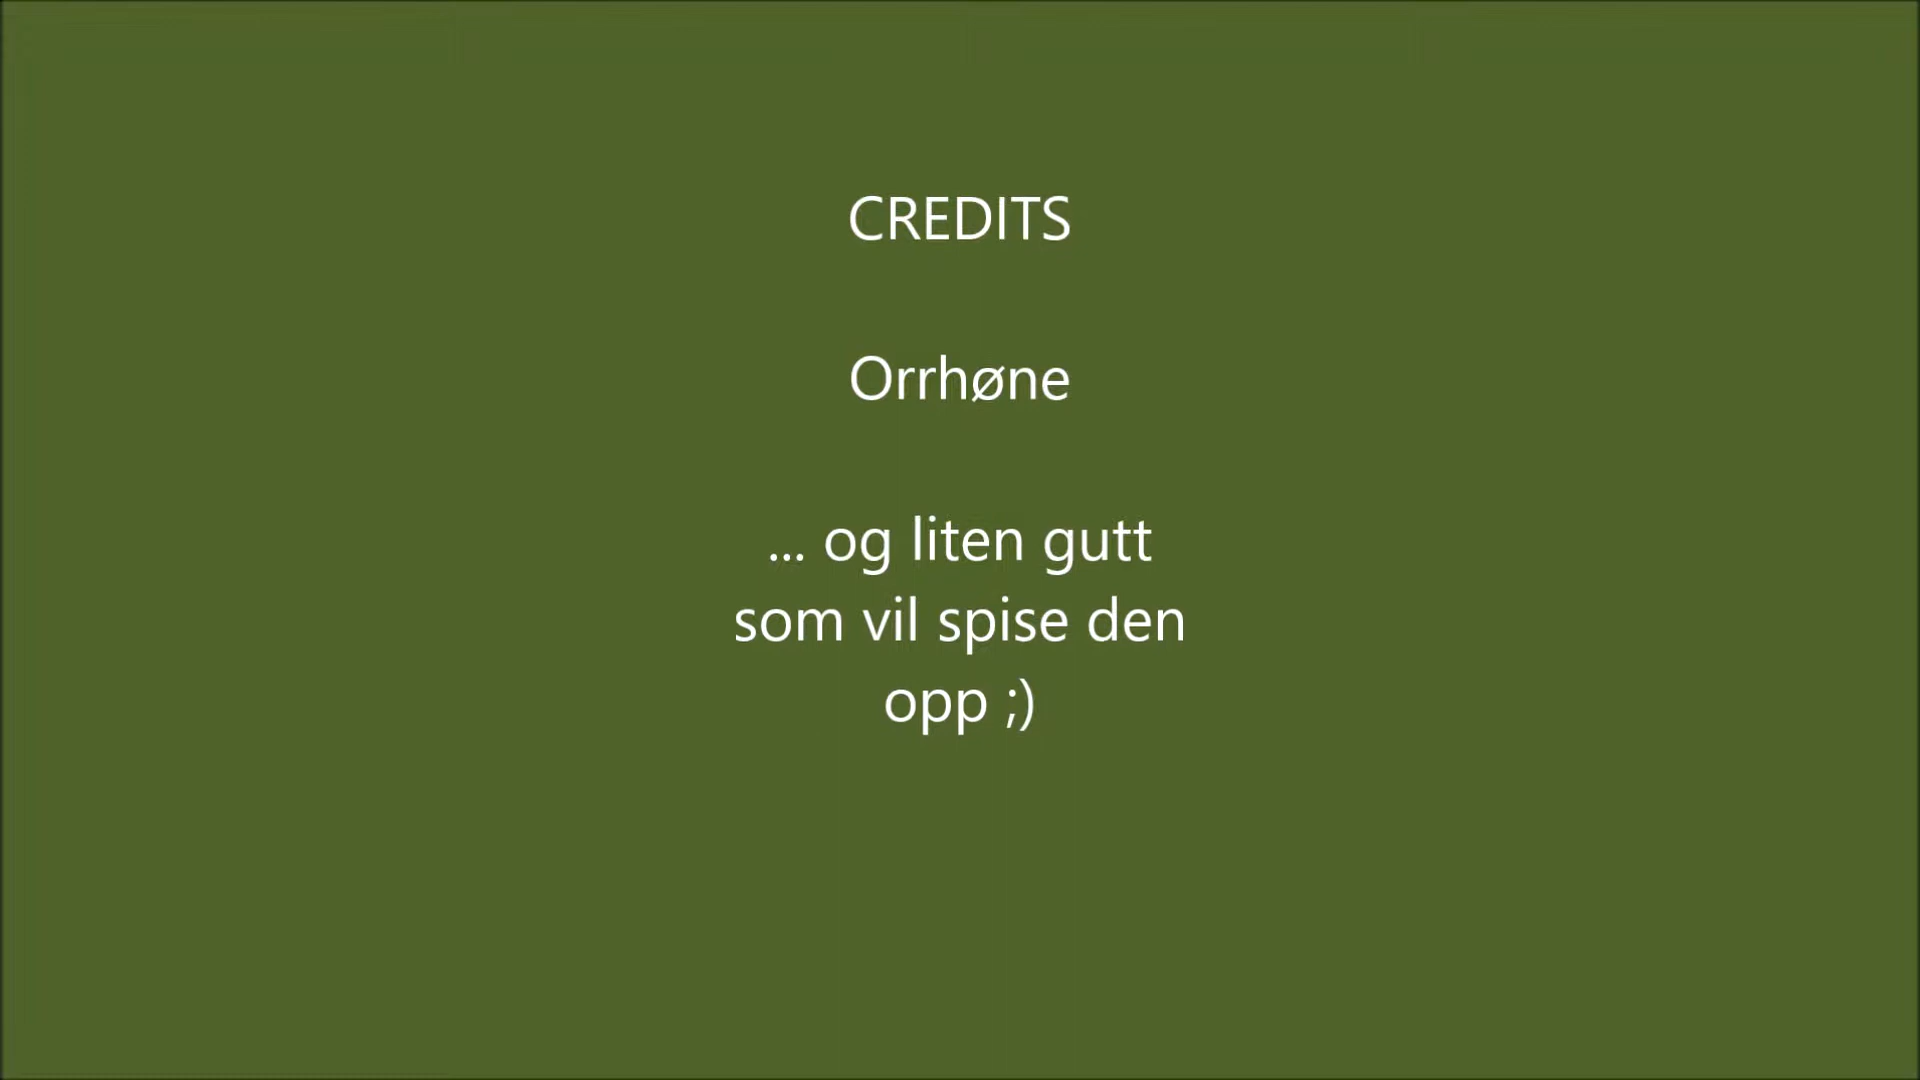 CREDITS
Orrhøne
... og liten gutt
som vil spise den
opp ;)